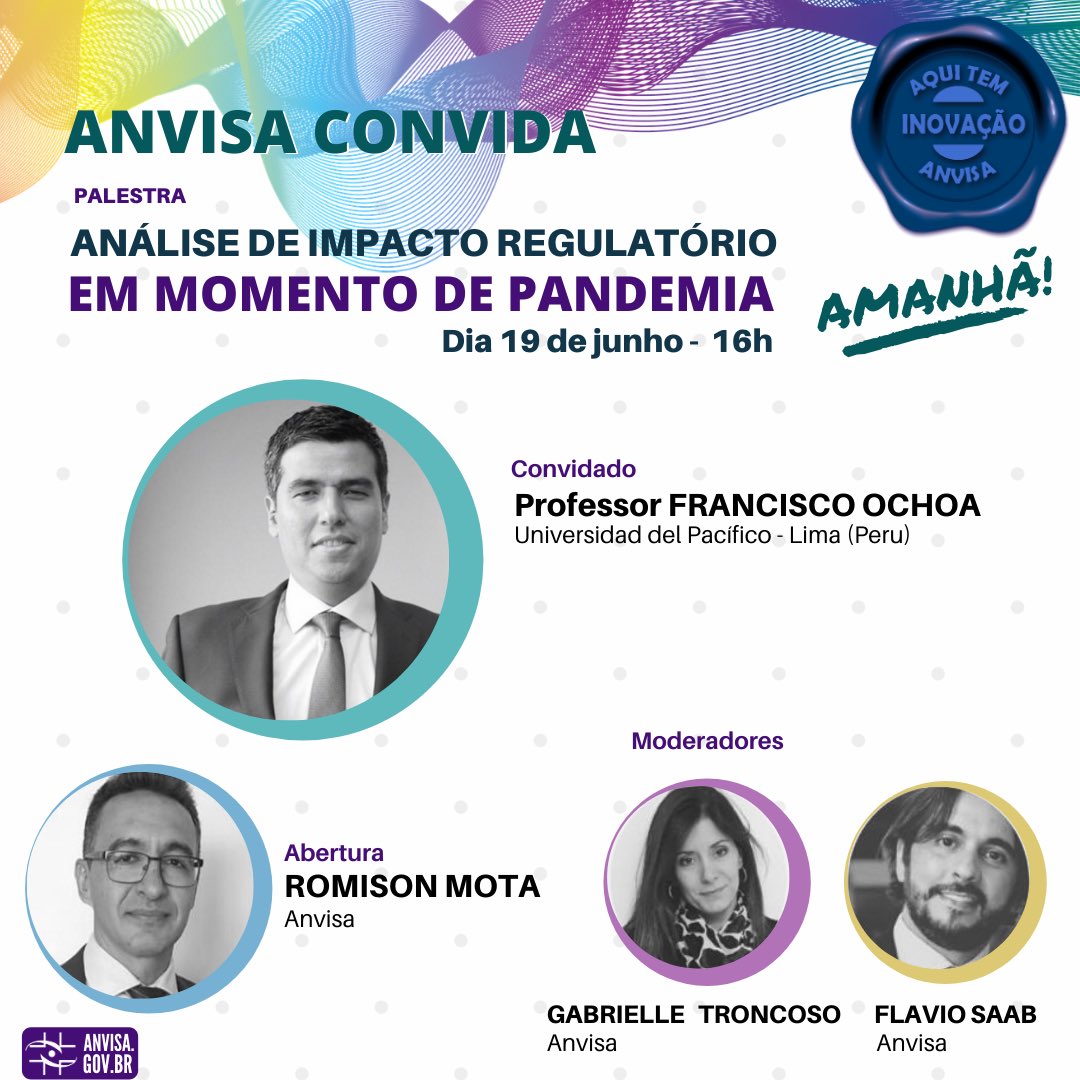 AQUI TEM
INOVAÇÃO
ANVISA
ANVISA CONVIDA
PALESTRA
ANÁLISE DE IMPACTO REGULATÓRIO
EM MOMENTO DE PANDEMIA
Dia 19 de junho - 16h
AMANHÃ!
Convidado
Professor FRANCISCO OCHOA
Universidad del Pacífico - Lima (Peru)
Moderadores
Abertura
ROMISON MOTA
Anvisa
GABRIELLE TRONCOSO
Anvisa
FLAVIO SAAB
Anvisa
ANVISA.
GOV.BR